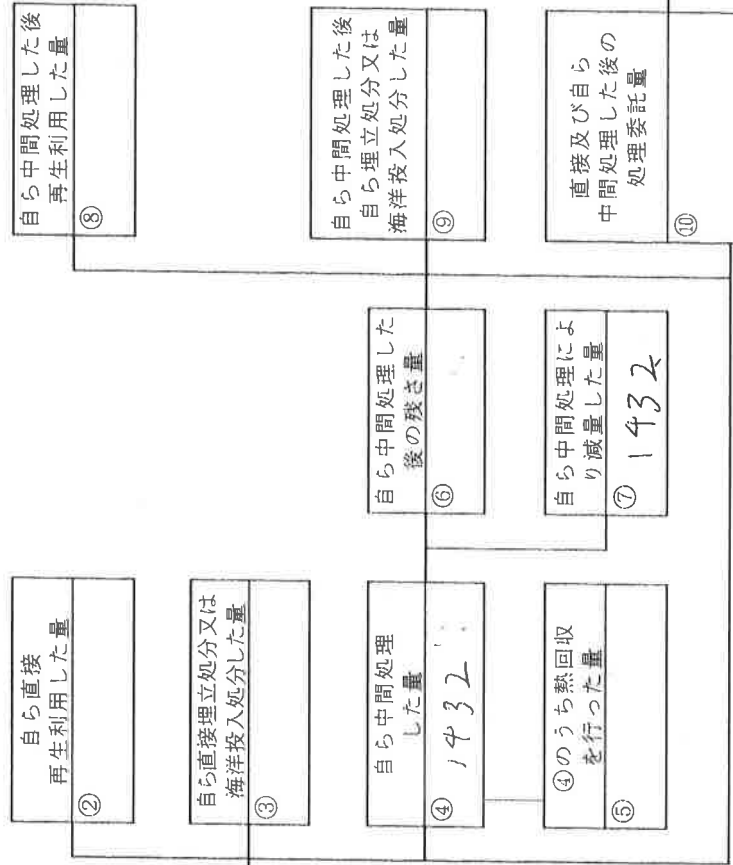 自ら直接
再生利用した量
②
自ら直接埋立処分又は
海洋投入処分した量
③
自ら中間処理
した量
④
1432
④のうち熱回収
を行った量
⑤
自ら中間処理した
後の残さ量
⑥
自ら中間処理によ
り減量した量
⑦
1432
自ら中間処理した後
再生利用した量
⑧
自ら中間処理した後
自ら埋立処分又は
海洋投入処分した量
⑨
直接及び自ら
中間処理した後の
処理委託量
⑩